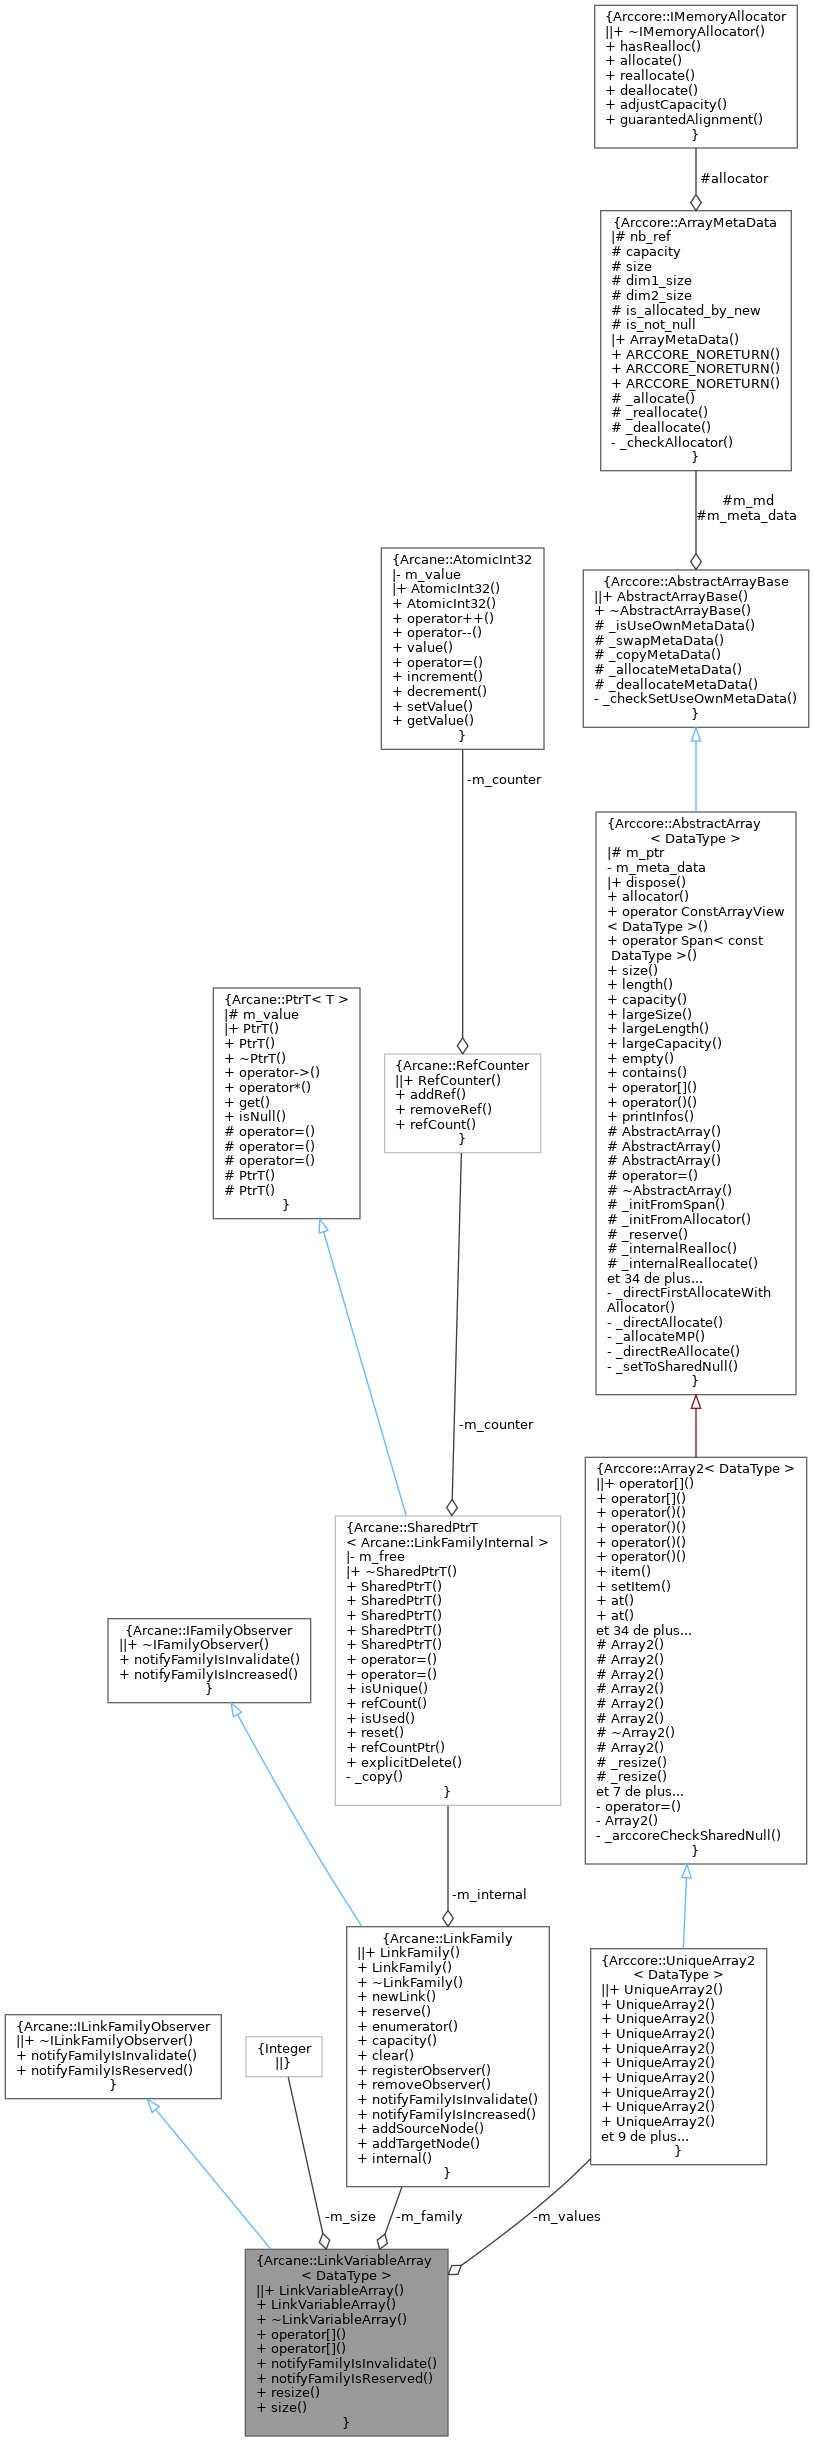 {Arccore::IMemoryAllocator
||+ ~IMemoryAllocator()
+ hasRealloc()
+ allocate()
+ reallocate()
+ deallocate()
+ adjustCapacity()
+ guarantedAlignment()
}
#allocator
{Arccore::ArrayMetaData
|# nb_ref
# capacity
# size
# dim1_size
# dim2_size
# is_allocated_by_new
# is_not_null
|+ ArrayMetaData()
+ ARCCORE_NORETURN()
+ ARCCORE_NORETURN()
+ ARCCORE_NORETURN()
# _allocate()
# _reallocate()
# _deallocate()
- _checkAllocator()
}
#m_md
#m_meta_data
{Arcane::AtomicInt32
|- m_value
|+ AtomicInt32()
+ AtomicInt32()
+ operator++()
+ operator--()
+ value()
+ operator=()
+ increment()
+ decrement()
+ setValue()
+ getValue()
}
{Arccore::AbstractArrayBase
||+ AbstractArrayBase()
+ ~AbstractArrayBase()
# _isUseOwnMetaData()
# _swapMetaData()
# _copyMetaData()
# _allocateMetaData()
# _deallocateMetaData()
- _checkSetUseOwnMetaData()
}
-m_counter
{Arccore::AbstractArray
< DataType >
|# m_ptr
- m_meta_data
|+ dispose()
+ allocator()
+ operator ConstArrayView
< DataType >()
+ operator Span< const
DataType >()
+ size()
+ length()
+ capacity()
+ largeSize()
+ largeLength()
+ largeCapacity()
+ empty()
+ contains()
+ operator[]()
+ operator()()
+ printInfos()
# AbstractArray()
# AbstractArray()
# AbstractArray()
# operator=()
# ~AbstractArray()
# _initFromSpan()
# _initFromAllocator()
# _reserve()
# _internalRealloc()
# _internalReallocate()
et 34 de plus...
- _directFirstAllocateWith
Allocator()
- _directAllocate()
- _allocateMP()
- _directReAllocate()
- _setToSharedNull()
}
{Arcane::PtrT< T >
|# m_value
|+ PtrT()
+ PtrT()
+ ~PtrT()
+ operator->()
+ operator*()
+ get()
+ isNull()
# operator=()
# operator=()
# operator=()
# PtrT()
# PtrT()
}
{Arcane::RefCounter
||+ RefCounter()
+ addRef()
+ removeRef()
+ refCount()
}
-m_counter
{Arccore::Array2< DataType >
||+ operator[]()
+ operator[]()
+ operator()()
+ operator()()
+ operator()()
+ operator()()
+ item()
+ setItem()
+ at()
+ at()
et 34 de plus...
# Array2()
# Array2()
# Array2()
# Array2()
# Array2()
# Array2()
# ~Array2()
# Array2()
# _resize()
# _resize()
et 7 de plus...
- operator=()
- Array2()
- _arccoreCheckSharedNull()
}
{Arcane::SharedPtrT
< Arcane::LinkFamilyInternal >
|- m_free
|+ ~SharedPtrT()
+ SharedPtrT()
+ SharedPtrT()
+ SharedPtrT()
+ SharedPtrT()
+ SharedPtrT()
+ operator=()
+ operator=()
+ isUnique()
+ refCount()
+ isUsed()
+ reset()
+ refCountPtr()
+ explicitDelete()
- _copy()
}
{Arcane::IFamilyObserver
||+ ~IFamilyObserver()
+ notifyFamilyIsInvalidate()
+ notifyFamilyIsIncreased()
}
-m_internal
{Arcane::LinkFamily
||+ LinkFamily()
+ LinkFamily()
+ ~LinkFamily()
+ newLink()
+ reserve()
+ enumerator()
+ capacity()
+ clear()
+ registerObserver()
+ removeObserver()
+ notifyFamilyIsInvalidate()
+ notifyFamilyIsIncreased()
+ addSourceNode()
+ addTargetNode()
+ internal()
}
{Arccore::UniqueArray2
< DataType >
||+ UniqueArray2()
+ UniqueArray2()
+ UniqueArray2()
+ UniqueArray2()
+ UniqueArray2()
+ UniqueArray2()
+ UniqueArray2()
+ UniqueArray2()
+ UniqueArray2()
+ UniqueArray2()
et 9 de plus...
}
{Arcane::ILinkFamilyObserver
||+ ~ILinkFamilyObserver()
+ notifyFamilyIsInvalidate()
+ notifyFamilyIsReserved()
}
{Integer
||}
-m_size
-m_family
-m_values
{Arcane::LinkVariableArray
< DataType >
||+ LinkVariableArray()
+ LinkVariableArray()
+ ~LinkVariableArray()
+ operator[]()
+ operator[]()
+ notifyFamilyIsInvalidate()
+ notifyFamilyIsReserved()
+ resize()
+ size()
}